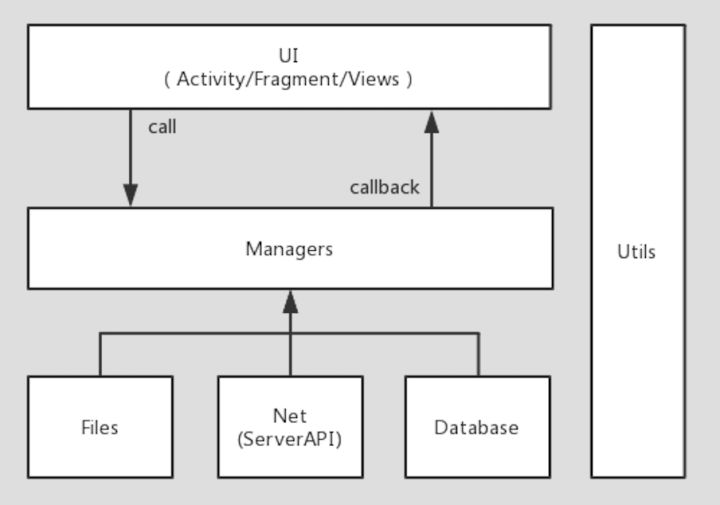 UI
( Activity/Fragment/Views )
call
callback
Managers
Utils
Files
Net
(ServerAPI)
Database